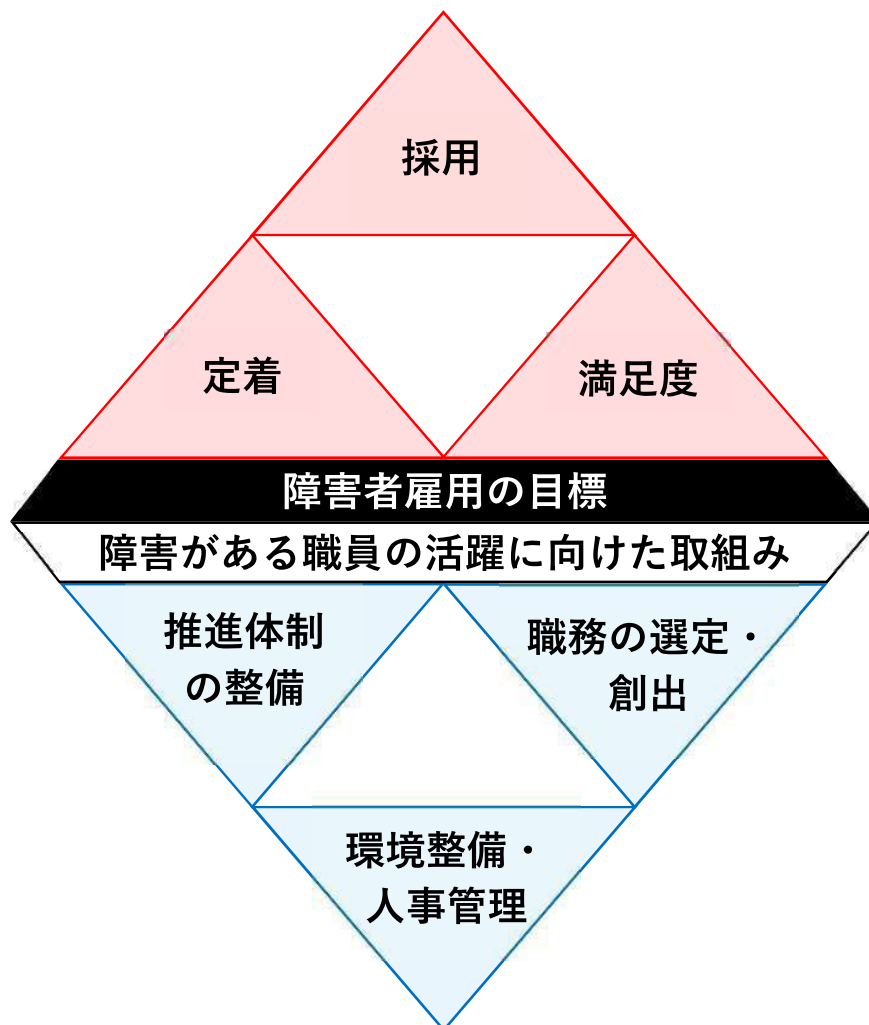 採用
定着
満足度
障害者雇用の目標
障害がある職員の活躍に向けた取組み
推進体制
の整備
職務の選定・
創出
環境整備・
人事管理